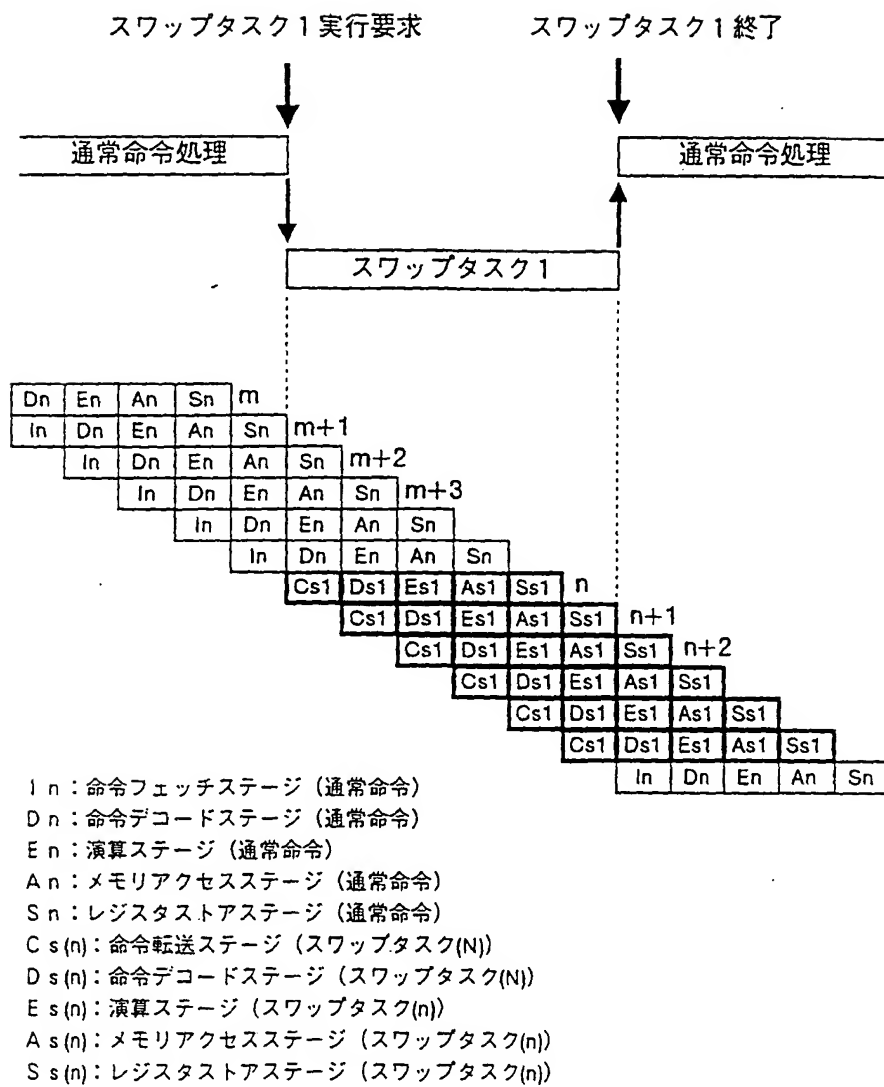 スワップタスク1実行要求 スワップタスク1終了
通常命令処理 通常命令処理
スワップタスク1
Dn En An Sn m
In Dn En An Sn m+1
In Dn En An Sn m+2
In Dn En An Sn m+3
In Dn En An Sn
In Dn En An Sn
Cs1 Ds1 Es1 As1 Ss1 n
Cs1 Ds1 Es1 As1 Ss1 n+1
Cs1 Ds1 Es1 As1 Ss1 n+2
Cs1 Ds1 Es1 As1 Ss1
Cs1 Ds1 Es1 As1 Ss1
Cs1 Ds1 Es1 As1 Ss1
In Dn En An Sn
In：命令フェッチステージ（通常命令）
Dn：命令デコードステージ（通常命令）
En：演算ステージ（通常命令）
An：メモリアクセスステージ（通常命令）
Sn：レジスタストアステージ（通常命令）
Cs(n)：命令転送ステージ（スワップタスク(N)）
Ds(n)：命令デコードステージ（スワップタスク(N)）
Es(n)：演算ステージ（スワップタスク(n)）
As(n)：メモリアクセスステージ（スワップタスク(n)）
Ss(n)：レジスタストアステージ（スワップタスク(n)）